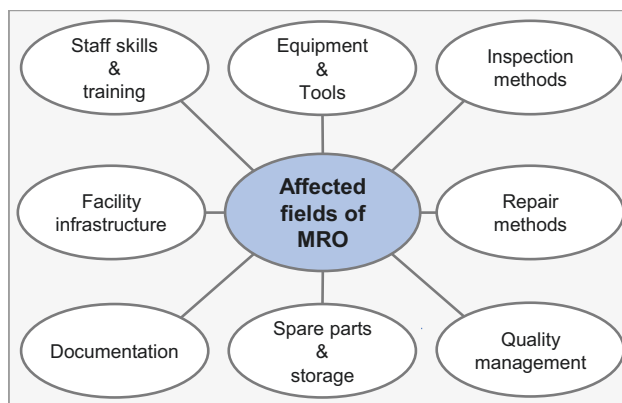 Staff skills
&
training
Equipment
&
Tools
Inspection
methods
Facility
infrastructure
Affected
fields of
MRO
Repair
methods
Documentation
Spare parts
&
storage
Quality
management